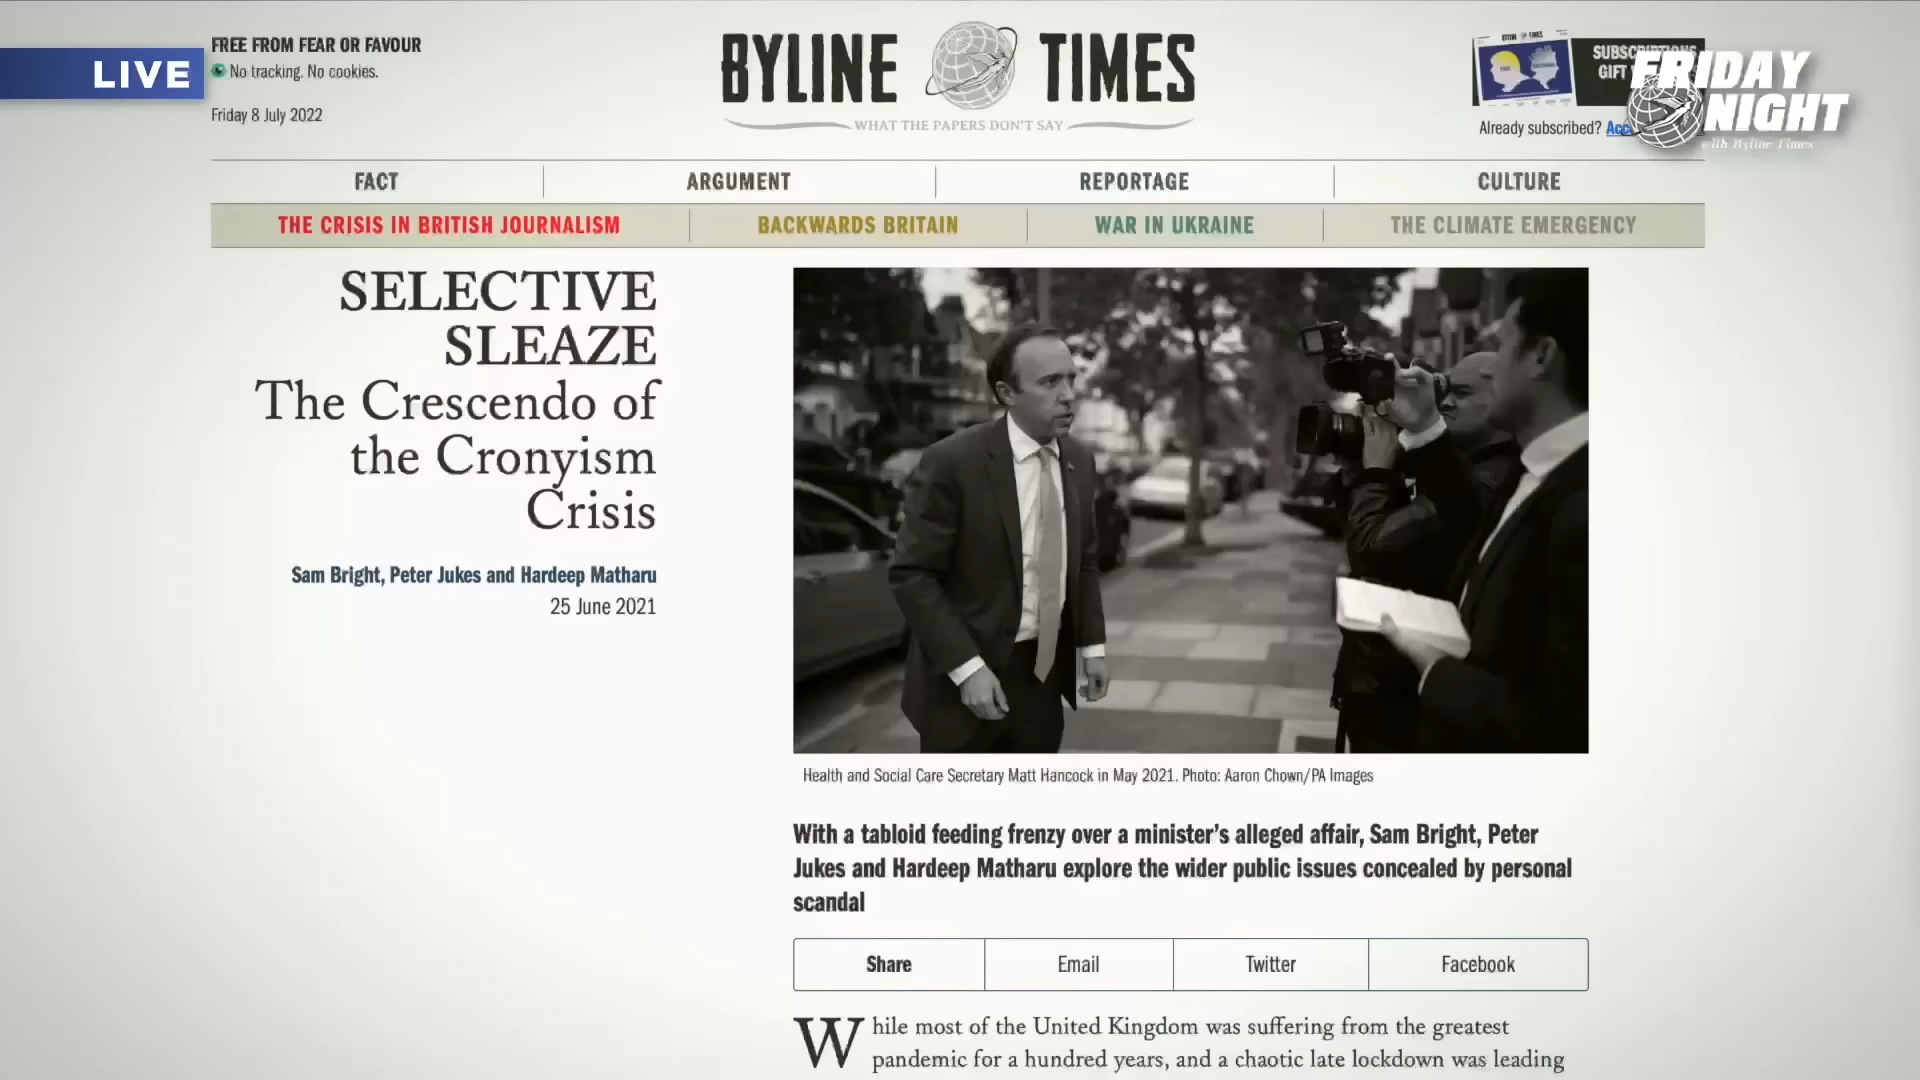 LIVE
FREE FROM FEAR OR FAVOUR
No tracking. No cookies.
Friday 8 July 2022
BYLINE TIMES
WHAT THE PAPERS DON'T SAY
GIFT
Already subscribed?
FRIDAY
NIGHT
with Byline Times
FACT
ARGUMENT
REPORTAGE
CULTURE
THE CRISIS IN BRITISH JOURNALISM
BACKWARDS BRITAIN
WAR IN UKRAINE
THE CLIMATE EMERGENCY
SELECTIVE
SLEAZE
The Crescendo of
the Cronyism
Crisis
Sam Bright, Peter Jukes and Hardeep Matharu
25 June 2021
Health and Social Care Secretary Matt Hancock in May 2021. Photo: Aaron Chown/PA Images
With a tabloid feeding frenzy over a minister's alleged affair, Sam Bright, Peter
Jukes and Hardeep Matharu explore the wider public issues concealed by personal
scandal
Share
Email
Twitter
Facebook
While most of the United Kingdom was suffering from the greatest
pandemic for a hundred years, and a chaotic late lockdown was leading